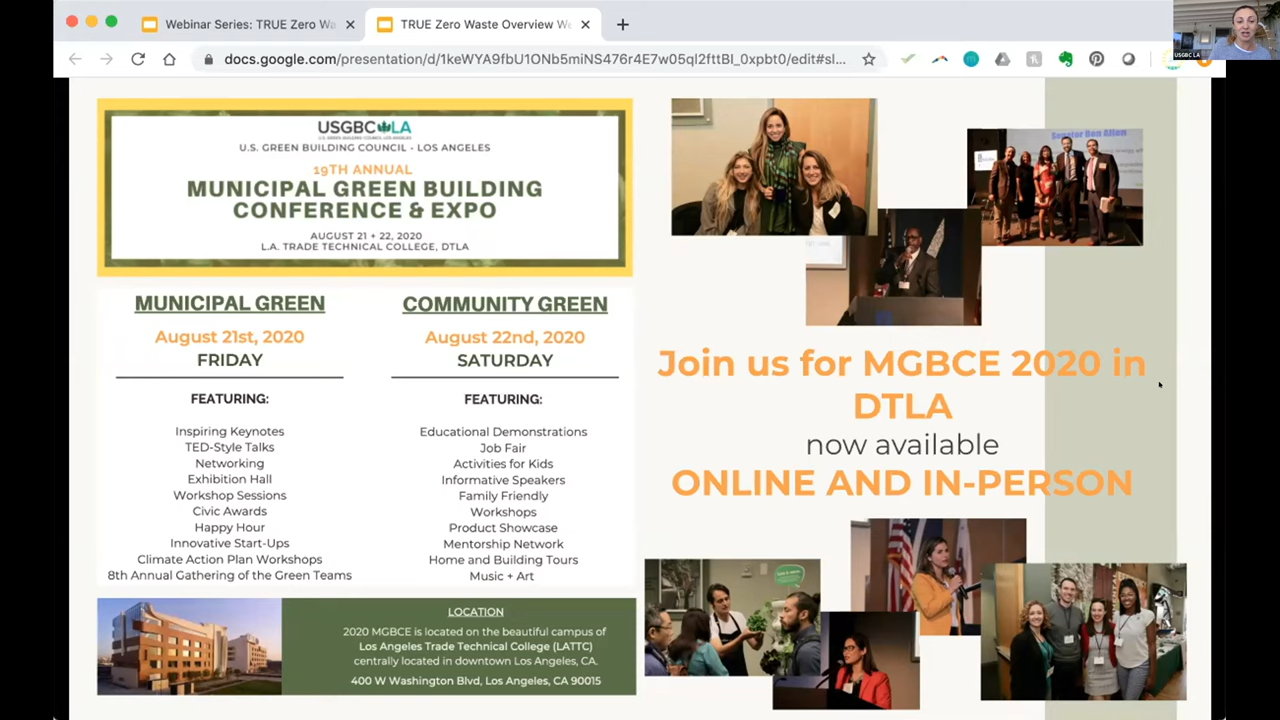 Webinar Series: TRUE Zero Wa
TRUE Zero Waste Overview We
USGBC LA
USGBC LA
U.S. GREEN BUILDING COUNCIL - LOS ANGELES
19TH ANNUAL
MUNICIPAL GREEN BUILDING
CONFERENCE & EXPO
AUGUST 21 + 22, 2020
L.A. TRADE TECHNICAL COLLEGE, DTLA
MUNICIPAL GREEN
August 21st, 2020
FRIDAY
FEATURING:
Inspiring Keynotes
TED-Style Talks
Networking
Exhibition Hall
Workshop Sessions
Civic Awards
Happy Hour
Innovative Start-Ups
Climate Action Plan Workshops
8th Annual Gathering of the Green Teams
COMMUNITY GREEN
August 22nd, 2020
SATURDAY
FEATURING:
Educational Demonstrations
Job Fair
Activities for Kids
Informative Speakers
Family Friendly
Workshops
Product Showcase
Mentorship Network
Home and Building Tours
Music + Art
LOCATION
2020 MGBCE is located on the beautiful campus of
Los Angeles Trade Technical College (LATTC)
centrally located in downtown Los Angeles, CA.
400 W Washington Blvd, Los Angeles, CA 90015
Senator Ben Allen
Join us for MGBCE 2020 in
DTLA
now available
ONLINE AND IN-PERSON